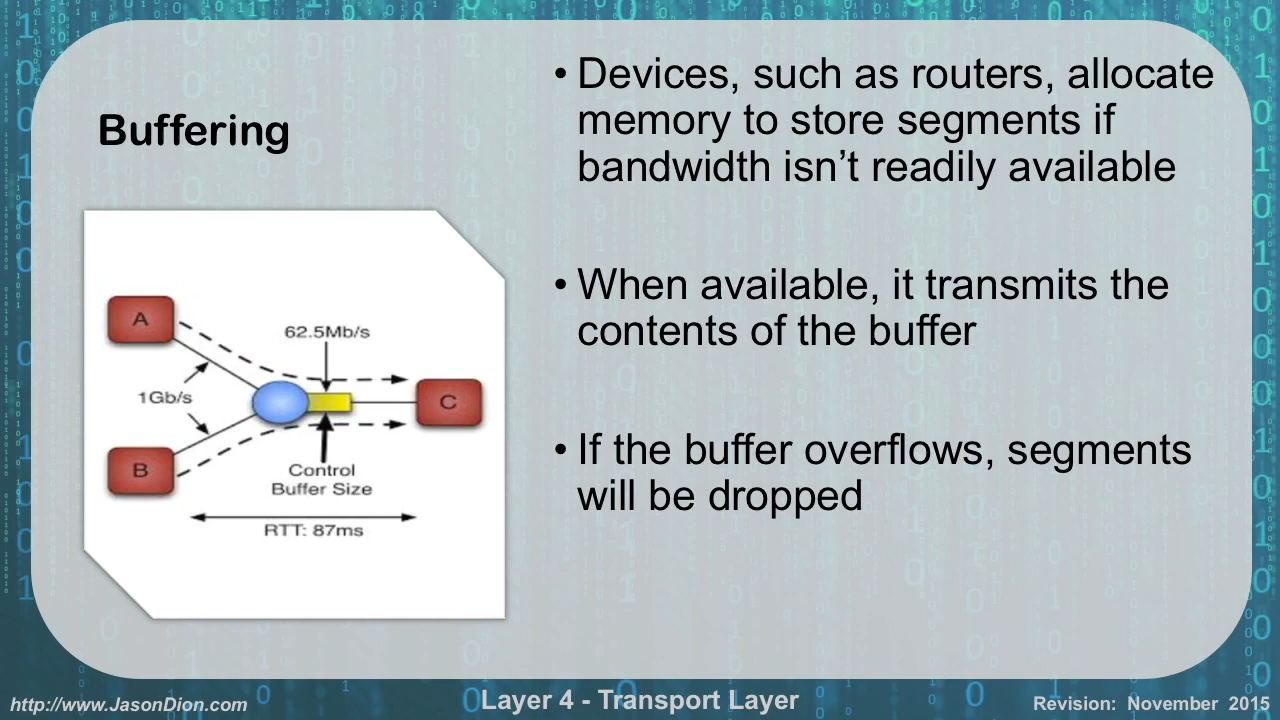 Buffering
• Devices, such as routers, allocate
memory to store segments if
bandwidth isn’t readily available
• When available, it transmits the
contents of the buffer
• If the buffer overflows, segments
will be dropped
A
62.5Mb/s
1Gb/s
C
B
Control
Buffer Size
RTT: 87ms
http://www.JasonDion.com
Layer 4 - Transport Layer
Revision: November 2015